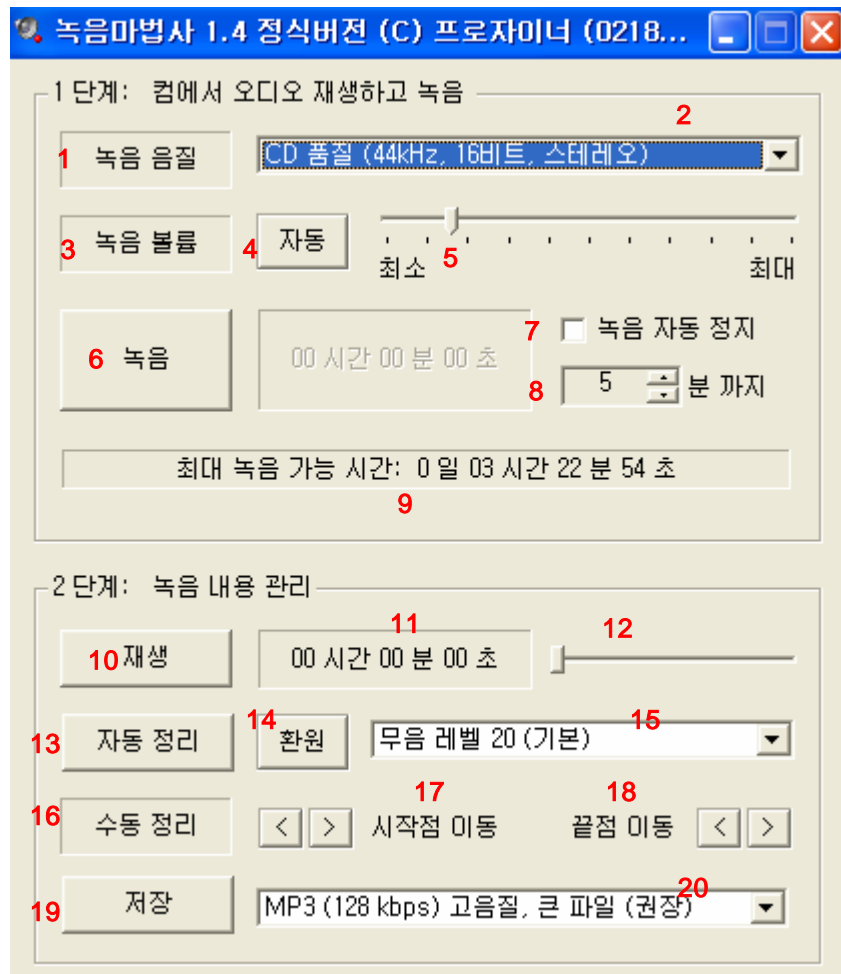 녹음마법사 1.4 정식버전 (C) 프로자이너 (0218...
1 단계: 컴에서 오디오 재생하고 녹음
2
1 녹음 음질 CD 품질 (44kHz, 16비트, 스테레오)
3 녹음 볼륨 4 자동
최소 5 최대
6 녹음 00 시간 00 분 00 초 7 녹음 자동 정지
8 5 분 까지
최대 녹음 가능 시간: 0 일 03 시간 22 분 54 초
9
2 단계: 녹음 내용 관리
11 12
10 재생 00 시간 00 분 00 초
13 자동 정리 14 환원 무음 레벨 20 (기본) 15
17 18
16 수동 정리 < > 시작점 이동 끝점 이동 < >
19 저장 MP3 (128 kbps) 고음질, 큰 파일 (권장) 20